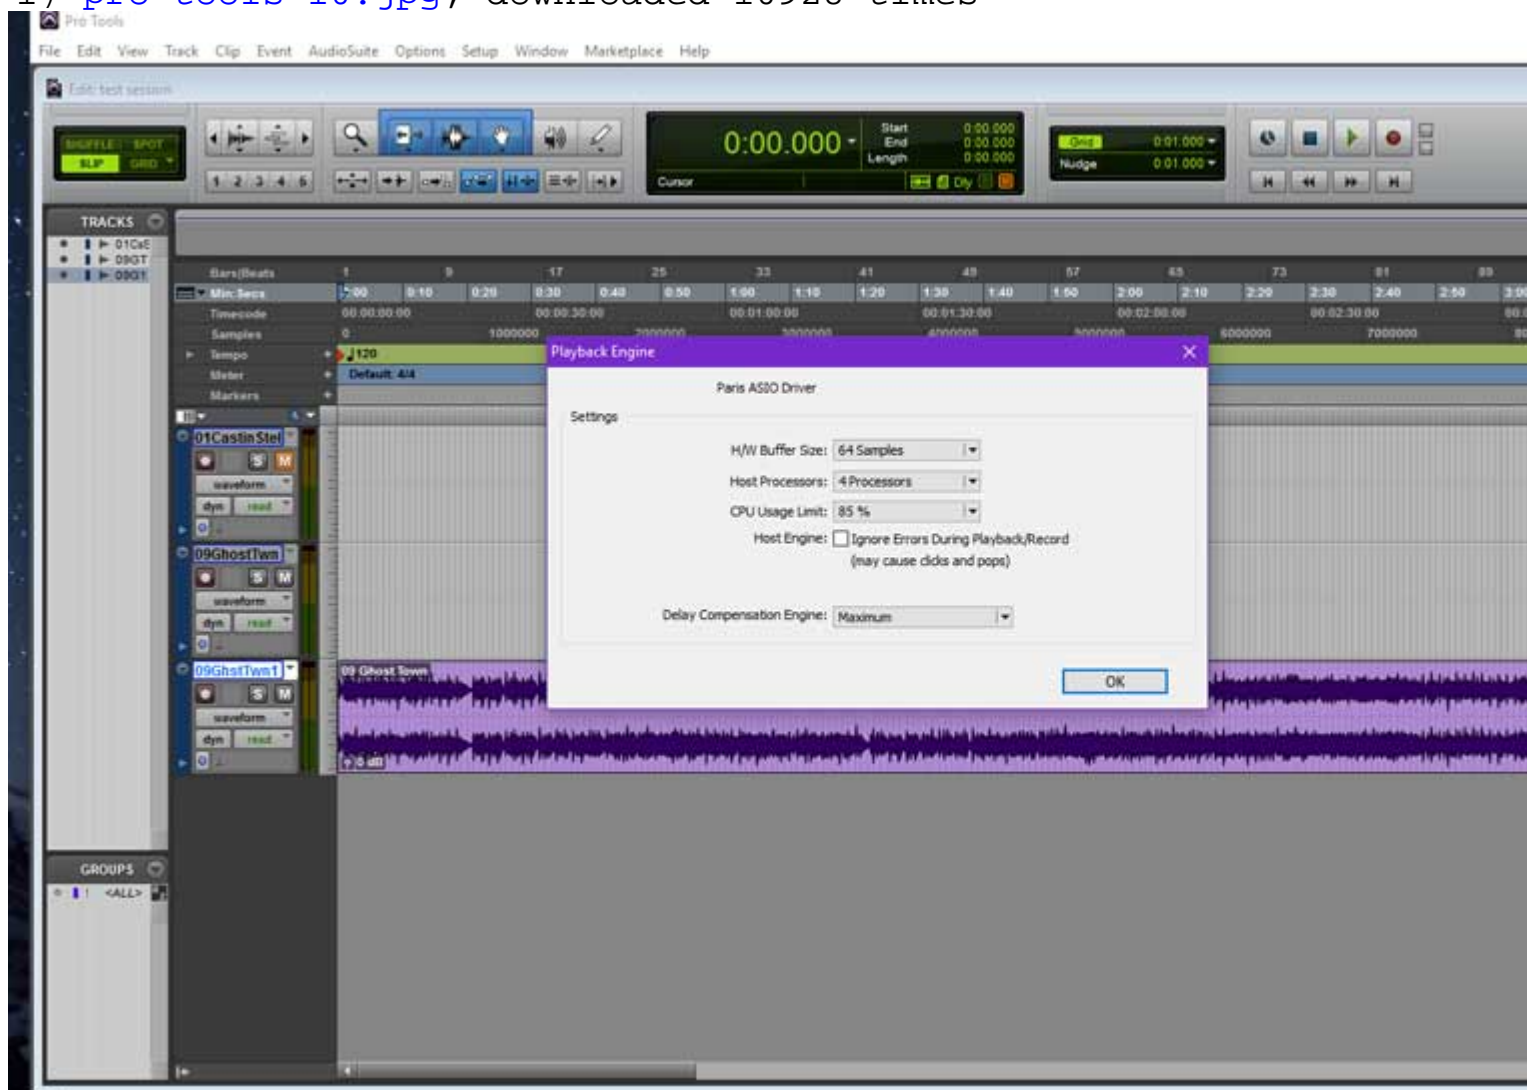 1) pro tools 10.jpg, downloaded 10920 times
Pro Tools
File Edit View Track Clip Event AudioSuite Options Setup Window Marketplace Help
Edit: test session
SHUFFLE SPOT
SLIP GRID
1 2 3 4 5
0:00.000
Start 0:00.000
End 0:00.000
Length 0:00.000
Cursor
Dly
Grid 0:01.000
Nudge 0:01.000
TRACKS
01CsS
09GT
09GT
Bars|Beats 1 9 17 25 33 41 49 57 65 73 81 89
Min:Secs 0:00 0:10 0:20 0:30 0:40 0:50 1:00 1:10 1:20 1:30 1:40 1:50 2:00 2:10 2:20 2:30 2:40 2:50 3:00
Timecode 00:00:00:00 00:00:30:00 00:01:00:00 00:01:30:00 00:02:00:00 00:02:30:00
Samples 0 1000000 2000000 3000000 4000000 5000000 6000000 7000000
Tempo 120
Meter Default: 4/4
Markers
Playback Engine
Paris ASIO Driver
Settings
H/W Buffer Size: 64 Samples
Host Processors: 4 Processors
CPU Usage Limit: 85 %
Host Engine: Ignore Errors During Playback/Record
(may cause clicks and pops)
Delay Compensation Engine: Maximum
OK
01CastinStel
S M
waveform
dyn read
09GhostTwn
S M
waveform
dyn read
09GhstTwn1
S M
waveform
dyn read
09 Ghost Town
0 dB
GROUPS
! <ALL>